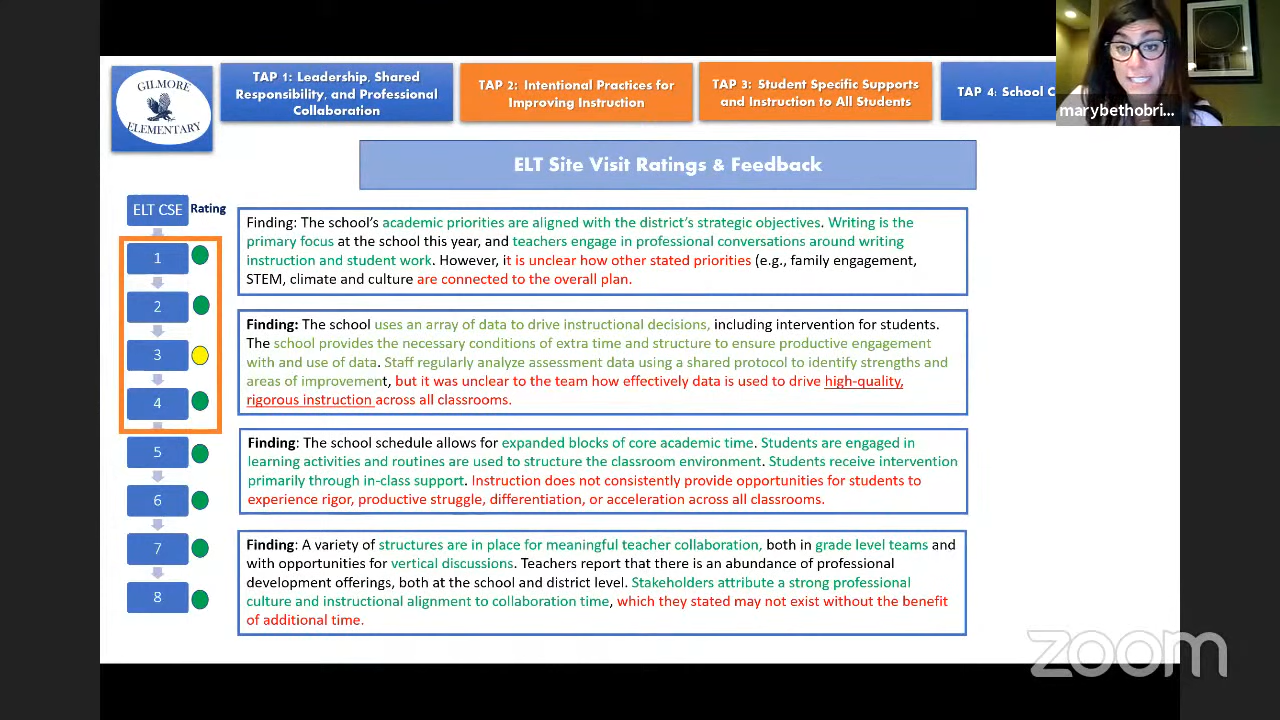 GILMORE
ELEMENTARY
TAP 1: Leadership, Shared
Responsibility, and Professional
Collaboration
TAP 2: Intentional Practices for
Improving Instruction
TAP 3: Student Specific Supports
and Instruction to All Students
TAP 4: School C
marybethobri...
ELT Site Visit Ratings & Feedback
ELT CSE Rating
1
2
3
4
5
6
7
8
Finding: The school's academic priorities are aligned with the district's strategic objectives. Writing is the
primary focus at the school this year, and teachers engage in professional conversations around writing
instruction and student work. However, it is unclear how other stated priorities (e.g., family engagement,
STEM, climate and culture are connected to the overall plan.
Finding: The school uses an array of data to drive instructional decisions, including intervention for students.
The school provides the necessary conditions of extra time and structure to ensure productive engagement
with and use of data. Staff regularly analyze assessment data using a shared protocol to identify strengths and
areas of improvement, but it was unclear to the team how effectively data is used to drive high-quality,
rigorous instruction across all classrooms.
Finding: The school schedule allows for expanded blocks of core academic time. Students are engaged in
learning activities and routines are used to structure the classroom environment. Students receive intervention
primarily through in-class support. Instruction does not consistently provide opportunities for students to
experience rigor, productive struggle, differentiation, or acceleration across all classrooms.
Finding: A variety of structures are in place for meaningful teacher collaboration, both in grade level teams and
with opportunities for vertical discussions. Teachers report that there is an abundance of professional
development offerings, both at the school and district level. Stakeholders attribute a strong professional
culture and instructional alignment to collaboration time, which they stated may not exist without the benefit
of additional time.
zoom